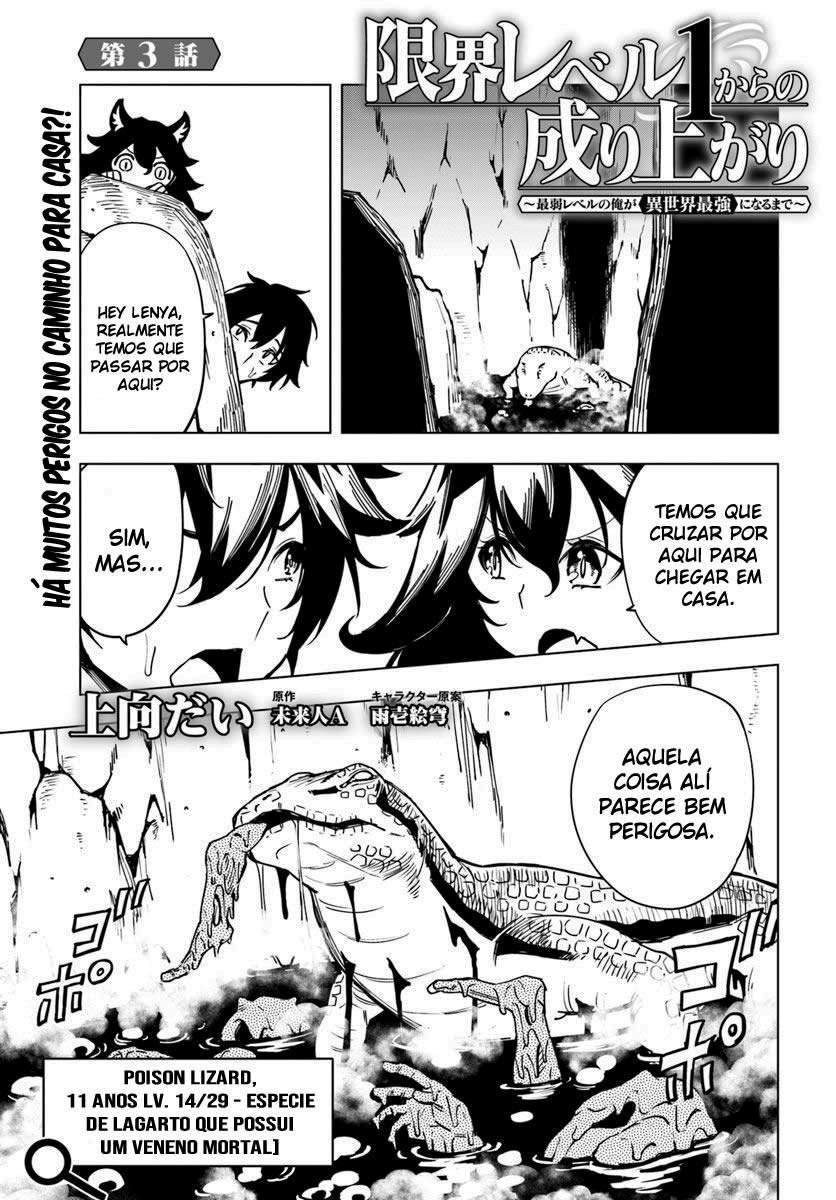 第3話
限界レベル1からの
成り上がり
~最弱レベルの俺が異世界最強になるまで~
HÁ MUITOS PERIGOS NO CAMINHO PARA CASA?!
HEY LENYA,
REALMENTE
TEMOS QUE
PASSAR POR
AQUI?
TEMOS QUE
CRUZAR POR
AQUI PARA
CHEGAR EM
CASA.
SIM,
MAS...
上向だい
原作
未来人A
キャラクター原案
雨壱絵穹
AQUELA
COISA ALÍ
PARECE BEM
PERIGOSA.
ゴポ
ゴポ
POISON LIZARD,
11 ANOS LV. 14/29 - ESPECIE
DE LAGARTO QUE POSSUI
UM VENENO MORTAL]